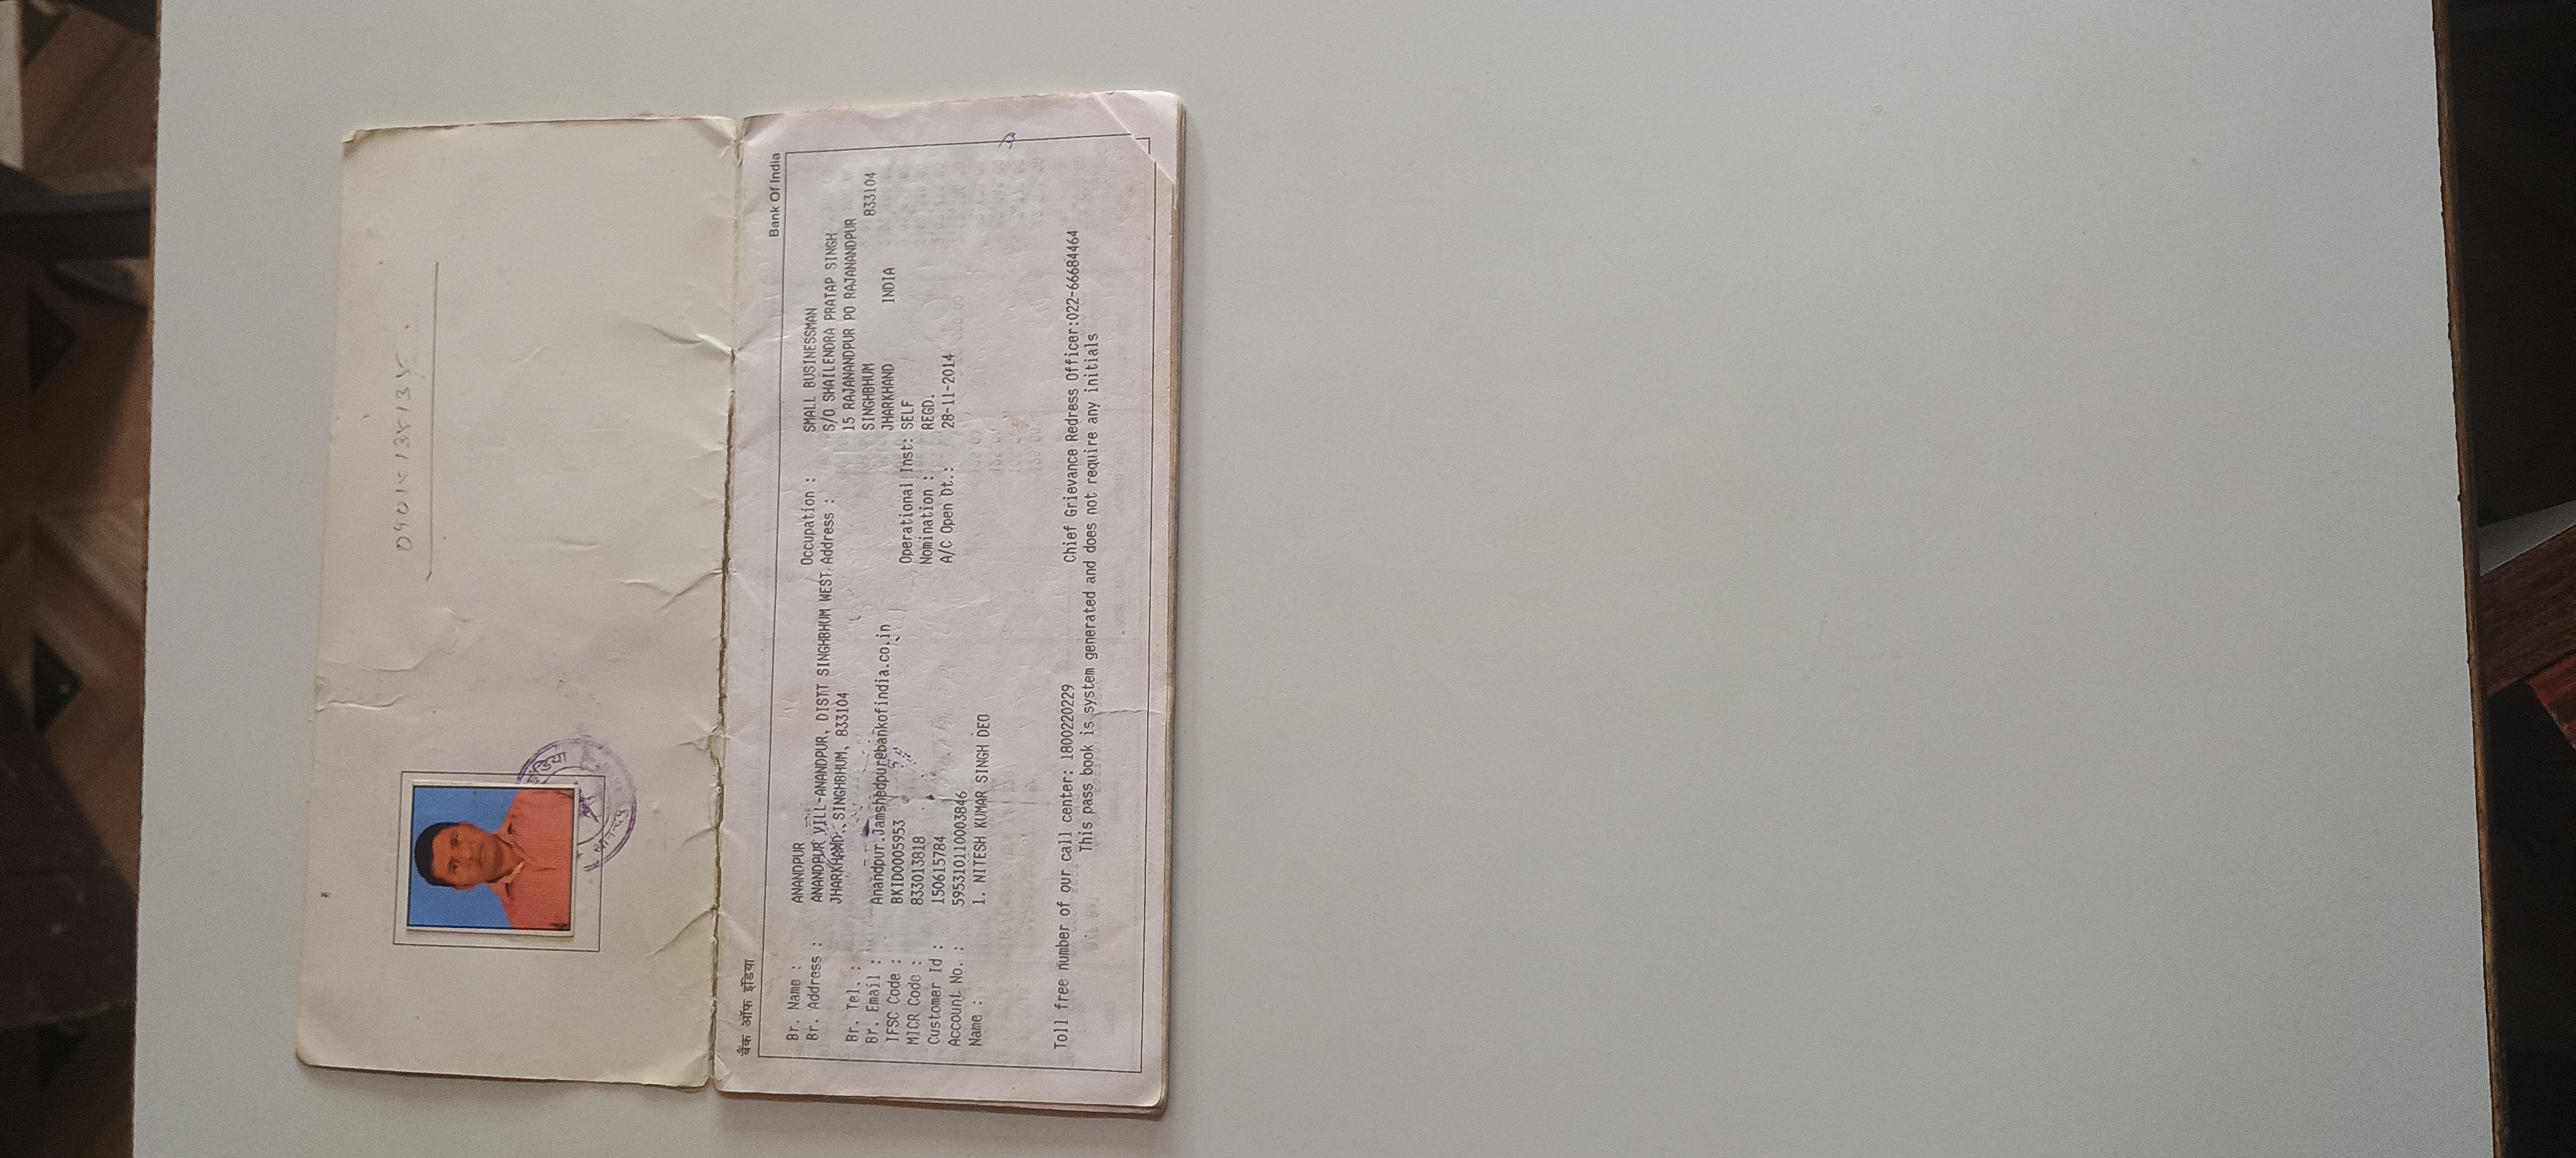 09015135135
इंडिया
बैंक ऑफ इंडिया Bank Of India
Br. Name : ANANDPUR Occupation : SMALL BUSINESSMAN
Br. Address : ANANDPUR VILL-ANANDPUR, DISTT SINGHBHUM WEST Address : S/O SHAILENDRA PRATAP SINGH
JHARKHAND, SINGHBHUM, 833104 15 RAJANANDPUR PO RAJANANDPUR
Br. Tel. : SINGHBHUM 833104
Br. Email : Anandpur.Jamshedpur@bankofindia.co.in JHARKHAND INDIA
IFSC Code : BKID0005953 Operational Inst: SELF
MICR Code : 833013818 Nomination : REGD.
Customer Id : 150615784 A/C Open Dt.: 28-11-2014
Account No. : 595310110003846
Name : 1. NITESH KUMAR SINGH DEO
Toll free number of our call center: 1800220229 Chief Grievance Redress Officer:022-66684464
This pass book is system generated and does not require any initials